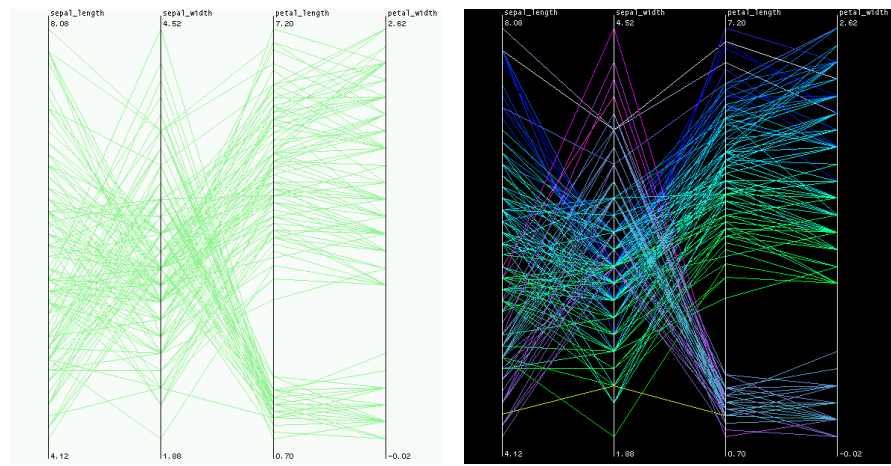 sepal_length sepal_width petal_length petal_width
8.08 4.52 7.20 2.62
4.12 1.88 0.70 -0.02
sepal_length sepal_width petal_length petal_width
8.08 4.52 7.20 2.62
4.12 1.88 0.70 -0.02